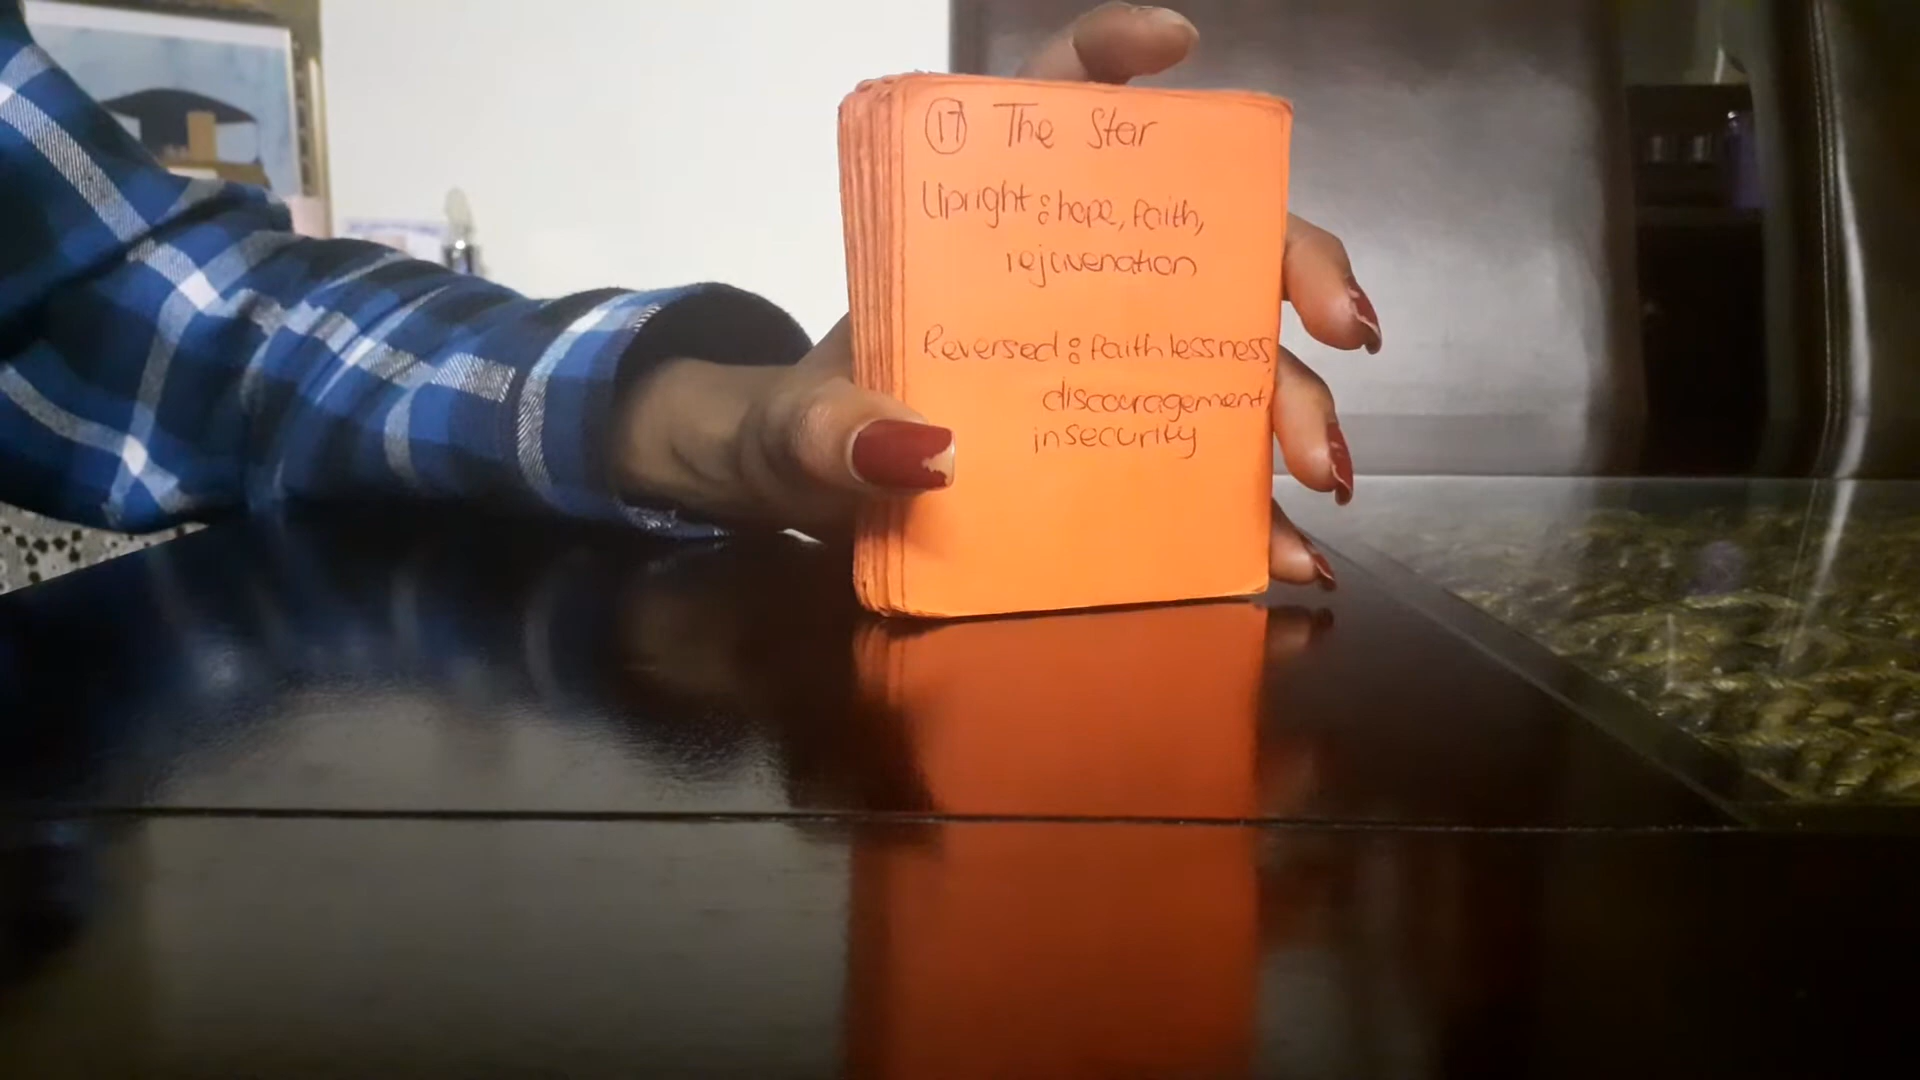 17 The Star
Upright: hope, faith,
rejuvenation
Reversed: faithlessness,
discouragement,
insecurity